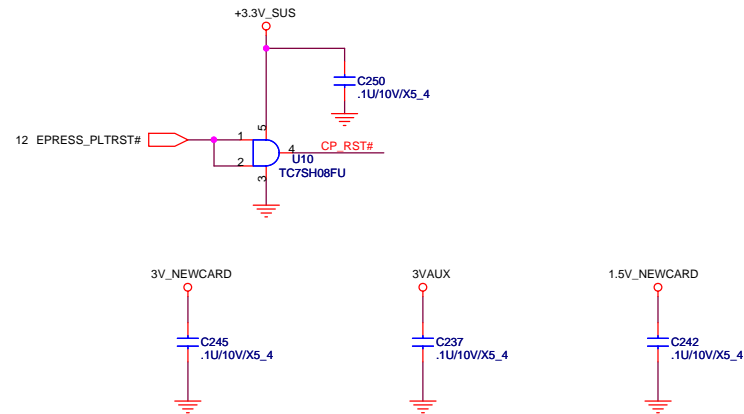 +3.3V_SUS
C250
.1U/10V/X5_4
5
12 EPRESS_PLTRST#
1
4
CP_RST#
2
U10
TC7SH08FU
3
3V_NEWCARD
3VAUX
1.5V_NEWCARD
C245
.1U/10V/X5_4
C237
.1U/10V/X5_4
C242
.1U/10V/X5_4